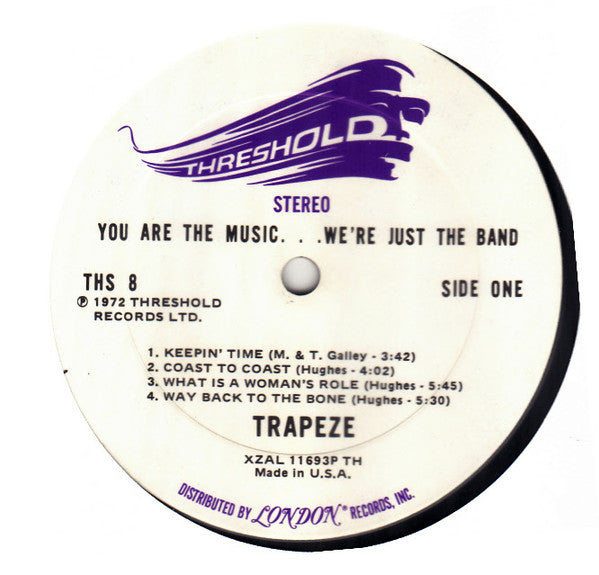 THRESHOLD
STEREO
YOU ARE THE MUSIC. . .WE'RE JUST THE BAND
THS 8
SIDE ONE
℗ 1972 THRESHOLD
RECORDS LTD.
1. KEEPIN' TIME (M. & T. Galley - 3:42)
2. COAST TO COAST (Hughes - 4:02)
3. WHAT IS A WOMAN'S ROLE (Hughes - 5:45)
4. WAY BACK TO THE BONE (Hughes - 5:30)
TRAPEZE
XZAL 11693P TH
Made in U.S.A.
DISTRIBUTED BY LONDON® RECORDS, INC.